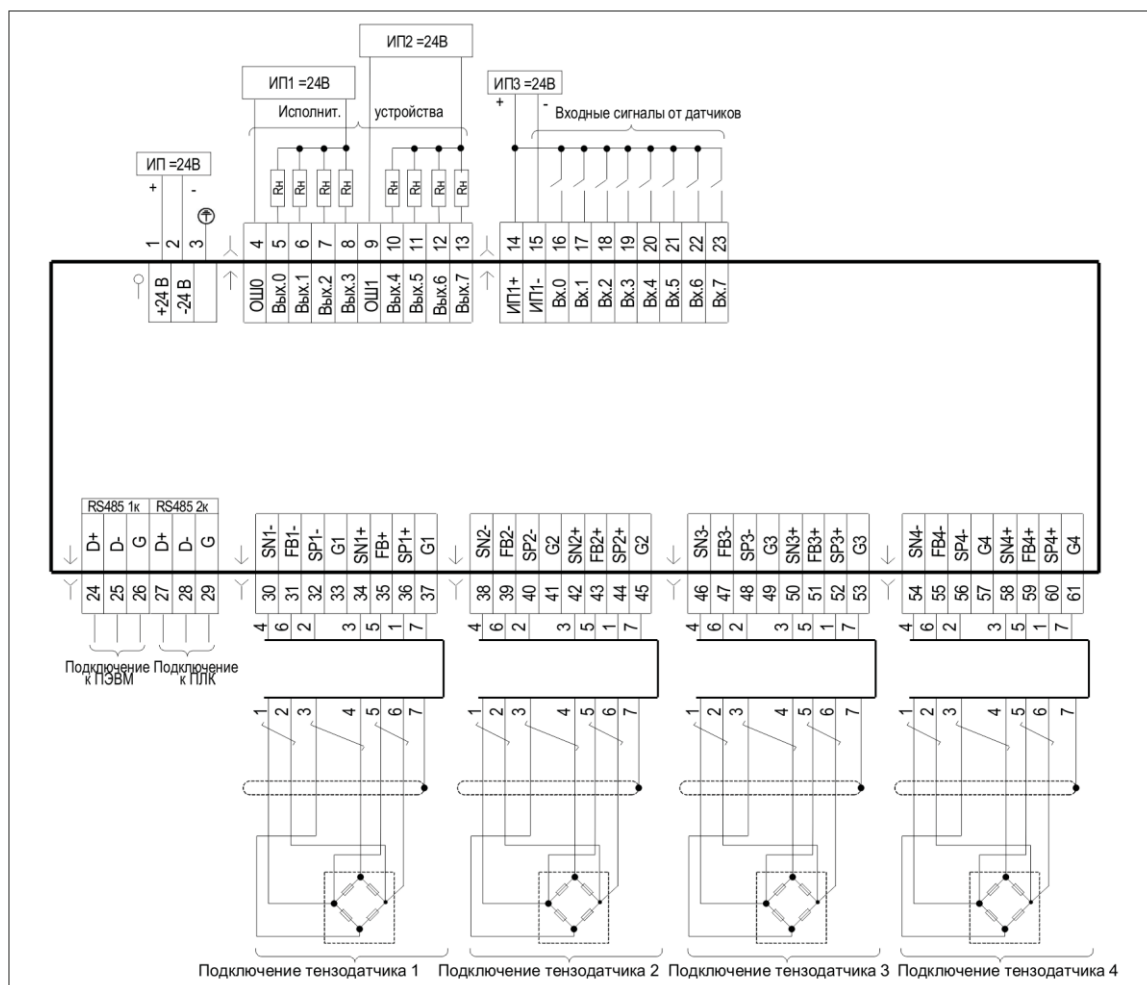 ИП2 =24В
ИП1 =24В
ИП3 =24В
+ -
Исполнит. устройства
Входные сигналы от датчиков
ИП =24В
+ -
Rн Rн Rн Rн Rн Rн Rн Rн
1 2 3 4 5 6 7 8 9 10 11 12 13 14 15 16 17 18 19 20 21 22 23
+24 В -24 В ОШ0 Вых.0 Вых.1 Вых.2 Вых.3 ОШ1 Вых.4 Вых.5 Вых.6 Вых.7 ИП1+ ИП1- Вх.0 Вх.1 Вх.2 Вх.3 Вх.4 Вх.5 Вх.6 Вх.7
RS485 1к RS485 2к
D+ D- G D+ D- G SN1- FB1- SP1- G1 SN1+ FB+ SP1+ G1 SN2- FB2- SP2- G2 SN2+ FB2+ SP2+ G2 SN3- FB3- SP3- G3 SN3+ FB3+ SP3+ G3 SN4- FB4- SP4- G4 SN4+ FB4+ SP4+ G4
24 25 26 27 28 29 30 31 32 33 34 35 36 37 38 39 40 41 42 43 44 45 46 47 48 49 50 51 52 53 54 55 56 57 58 59 60 61
4 6 2 3 5 1 7 4 6 2 3 5 1 7 4 6 2 3 5 1 7 4 6 2 3 5 1 7
Подключение к ПЭВМ
Подключение к ПЛК
1 2 3 4 5 6 7 1 2 3 4 5 6 7 1 2 3 4 5 6 7 1 2 3 4 5 6 7
Подключение тензодатчика 1
Подключение тензодатчика 2
Подключение тензодатчика 3
Подключение тензодатчика 4